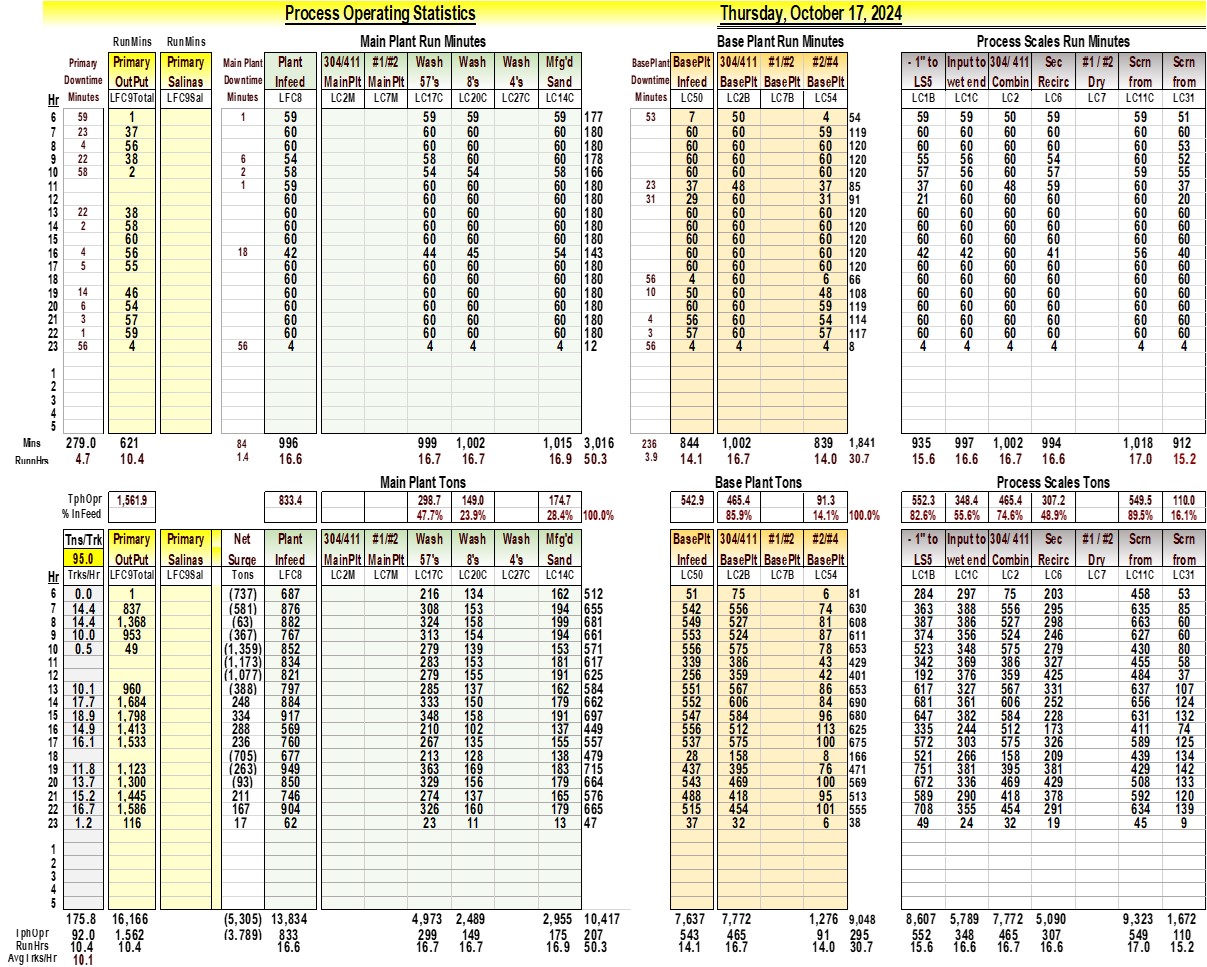 Process Operating Statistics Thursday, October 17, 2024
RunMins RunMins Main Plant Run Minutes Base Plant Run Minutes Process Scales Run Minutes
Primary Primary Primary Main Plant Plant 304/411 #1/#2 Wash Wash Wash Mfg'd BasePlant BasePlt 304/411 #1/#2 #2/#4 - 1" to Input to 304/ 411 Sec #1 / #2 Scrn Scrn
Downtime OutPut Salinas Downtime Infeed MainPlt MainPlt 57's 8's 4's Sand Downtime Infeed BasePlt BasePlt BasePlt LS5 wet end Combin Recirc Dry from from
Hr Minutes LFC9Total LFC9Sal Minutes LFC8 LC2M LC7M LC17C LC20C LC27C LC14C Minutes LC50 LC2B LC7B LC54 LC1B LC1C LC2 LC6 LC7 LC11C LC31
6 59 1 1 59 59 59 59 177 53 7 50 4 54 59 59 50 59 59 51
7 23 37 60 60 60 60 180 60 60 59 119 60 60 60 60 60 60
8 4 56 60 60 60 60 180 60 60 60 120 60 60 60 60 60 53
9 22 38 6 54 58 60 60 178 60 60 60 120 55 56 60 54 60 52
10 58 2 2 58 54 54 58 166 60 60 60 120 57 56 60 57 59 55
11 1 59 60 60 60 180 23 37 48 37 85 37 60 48 59 60 37
12 60 60 60 60 180 31 29 60 31 91 21 60 60 60 60 20
13 22 38 60 60 60 60 180 60 60 60 120 60 60 60 60 60 60
14 2 58 60 60 60 60 180 60 60 60 120 60 60 60 60 60 60
15 60 60 60 60 60 180 60 60 60 120 60 60 60 60 60 60
16 4 56 18 42 44 45 54 143 60 60 60 120 42 42 60 41 56 40
17 5 55 60 60 60 60 180 60 60 60 120 60 60 60 60 60 60
18 60 60 60 60 180 56 4 60 6 66 60 60 60 60 60 60
19 14 46 60 60 60 60 180 10 50 60 48 108 60 60 60 60 60 60
20 6 54 60 60 60 60 180 60 60 59 119 60 60 60 60 60 60
21 3 57 60 60 60 60 180 4 56 60 54 114 60 60 60 60 60 60
22 1 59 60 60 60 60 180 3 57 60 57 117 60 60 60 60 60 60
23 56 4 56 4 4 4 4 12 56 4 4 4 8 4 4 4 4 4 4
1
2
3
4
5
Mins 279.0 621 84 996 999 1,002 1,015 3,016 236 844 1,002 839 1,841 935 997 1,002 994 1,018 912
RunnHrs 4.7 10.4 1.4 16.6 16.7 16.7 16.9 50.3 3.9 14.1 16.7 14.0 30.7 15.6 16.6 16.7 16.6 17.0 15.2
Main Plant Tons Base Plant Tons Process Scales Tons
TphOpr 1,561.9 833.4 298.7 149.0 174.7 542.9 465.4 91.3 552.3 348.4 465.4 307.2 549.5 110.0
% InFeed 47.7% 23.9% 28.4% 100.0% 85.9% 14.1% 100.0% 82.6% 55.6% 74.6% 48.9% 89.5% 16.1%
Tns/Trk Primary Primary Net Plant 304/411 #1/#2 Wash Wash Wash Mfg'd BasePlt 304/411 #1/#2 #2/#4 - 1" to Input to 304/ 411 Sec #1 / #2 Scrn Scrn
95.0 OutPut Salinas Surge Infeed MainPlt MainPlt 57's 8's 4's Sand Infeed BasePlt BasePlt BasePlt LS5 wet end Combin Recirc Dry from from
Hr Trks/Hr LFC9Total LFC9Sal Tons LFC8 LC2M LC7M LC17C LC20C LC27C LC14C LC50 LC2B LC7B LC54 LC1B LC1C LC2 LC6 LC7 LC11C LC31
6 0.0 1 (737) 687 216 134 162 512 51 75 6 81 284 297 75 203 458 53
7 14.4 837 (581) 876 308 153 194 655 542 556 74 630 363 388 556 295 635 85
8 14.4 1,368 (63) 882 324 158 199 681 549 527 81 608 387 386 527 298 663 60
9 10.0 953 (367) 767 313 154 194 661 553 524 87 611 374 356 524 246 627 60
10 0.5 49 (1,359) 852 279 139 153 571 556 575 78 653 523 348 575 279 430 80
11 (1,173) 834 283 153 181 617 339 386 43 429 342 369 386 327 455 58
12 (1,077) 821 279 155 191 625 256 359 42 401 192 376 359 425 484 37
13 10.1 960 (388) 797 285 137 162 584 551 567 86 653 617 327 567 331 637 107
14 17.7 1,684 248 884 333 150 179 662 552 606 84 690 681 361 606 252 656 124
15 18.9 1,798 334 917 348 158 191 697 547 584 96 680 647 382 584 228 631 132
16 14.9 1,413 288 569 210 102 137 449 556 512 113 625 335 244 512 173 411 74
17 16.1 1,533 236 760 267 135 155 557 537 575 100 675 572 303 575 326 589 125
18 (705) 677 213 128 138 479 28 158 8 166 521 266 158 209 439 134
19 11.8 1,123 (263) 949 363 169 183 715 437 395 76 471 751 381 395 381 429 142
20 13.7 1,300 (93) 850 329 156 179 664 543 469 100 569 672 336 469 429 508 133
21 15.2 1,445 211 746 274 137 165 576 488 418 95 513 589 290 418 378 592 120
22 16.7 1,586 167 904 326 160 179 665 515 454 101 555 708 355 454 291 634 139
23 1.2 116 17 62 23 11 13 47 37 32 6 38 49 24 32 19 45 9
1
2
3
4
5
175.8 16,166 (5,305) 13,834 4,973 2,489 2,955 10,417 7,637 7,772 1,276 9,048 8,607 5,789 7,772 5,090 9,323 1,672
TphOpr 92.0 1,562 (3,789) 833 299 149 175 207 543 465 91 295 552 348 465 307 549 110
RunHrs 10.4 10.4 16.6 16.7 16.7 16.9 50.3 14.1 16.7 14.0 30.7 15.6 16.6 16.7 16.6 17.0 15.2
Avg Trks/Hr 10.1